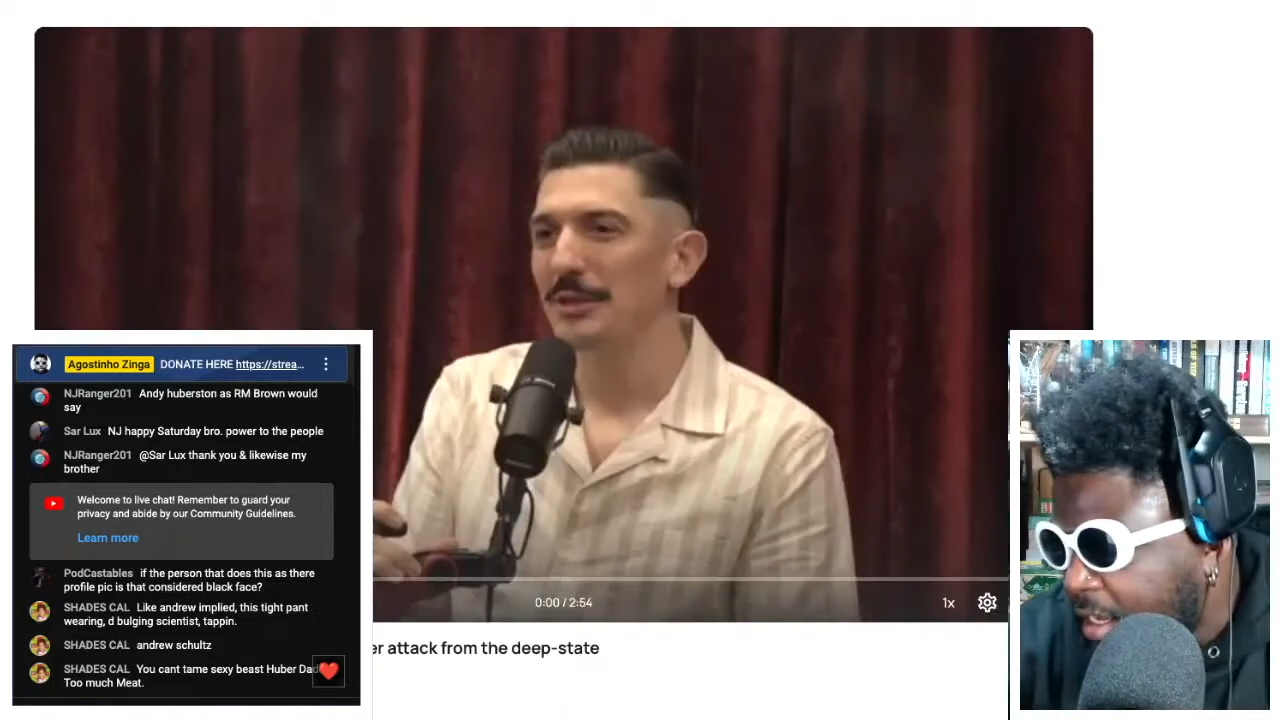 Agostinho Zinga DONATE HERE https://strea...
NJRanger201 Andy huberston as RM Brown would
say
Sar Lux NJ happy Saturday bro. power to the people
NJRanger201 @Sar Lux thank you & likewise my
brother
Welcome to live chat! Remember to guard your
privacy and abide by our Community Guidelines.
Learn more
PodCastables if the person that does this as there
profile pic is that considered black face?
SHADES CAL Like andrew implied, this tight pant
wearing, d bulging scientist, tappin.
SHADES CAL andrew schultz
SHADES CAL You cant tame sexy beast Huber Dad
Too much Meat.
0:00 / 2:54
1x
er attack from the deep-state